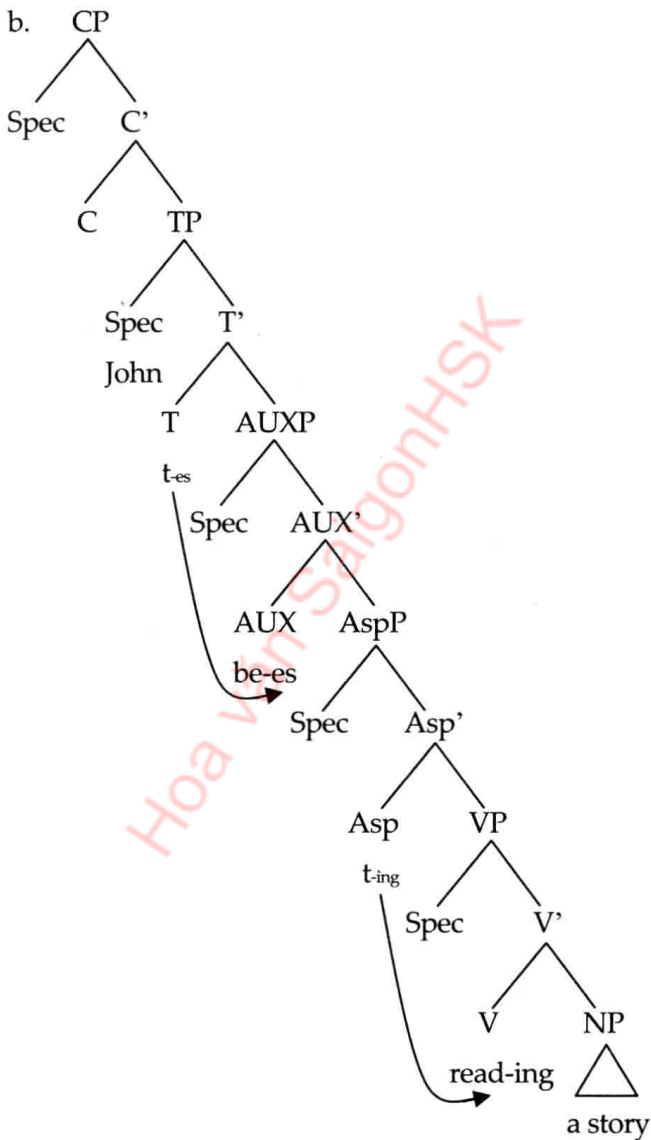 b. CP
Spec C’
C TP
Spec T’
John
T AUXP
t-es
Spec AUX’
AUX AspP
be-es
Spec Asp’
Asp VP
t-ing
Spec V’
V NP
read-ing
a story
Hoa văn SaigonHSK